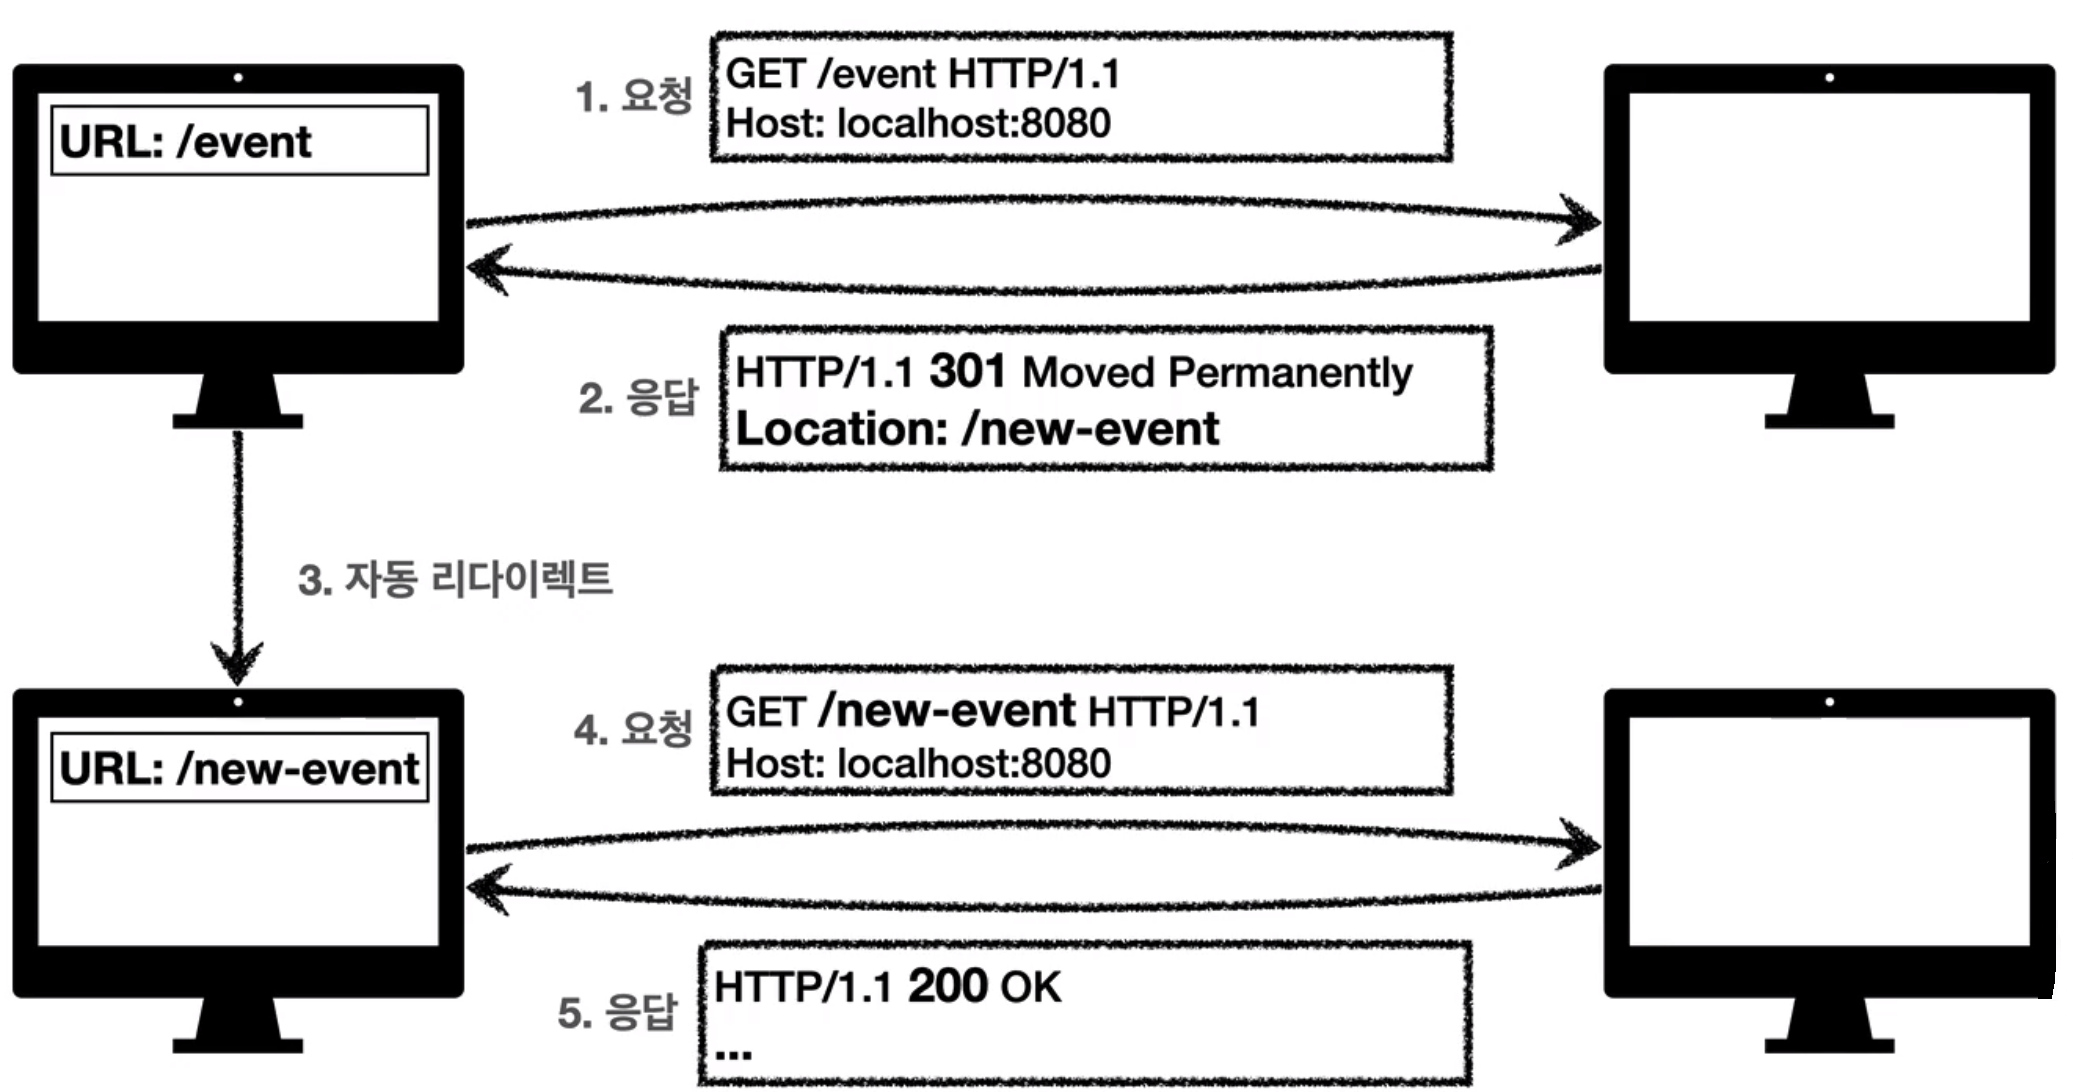 URL: /event
1. 요청
GET /event HTTP/1.1
Host: localhost:8080
2. 응답
HTTP/1.1 301 Moved Permanently
Location: /new-event
3. 자동 리다이렉트
URL: /new-event
4. 요청
GET /new-event HTTP/1.1
Host: localhost:8080
5. 응답
HTTP/1.1 200 OK
...